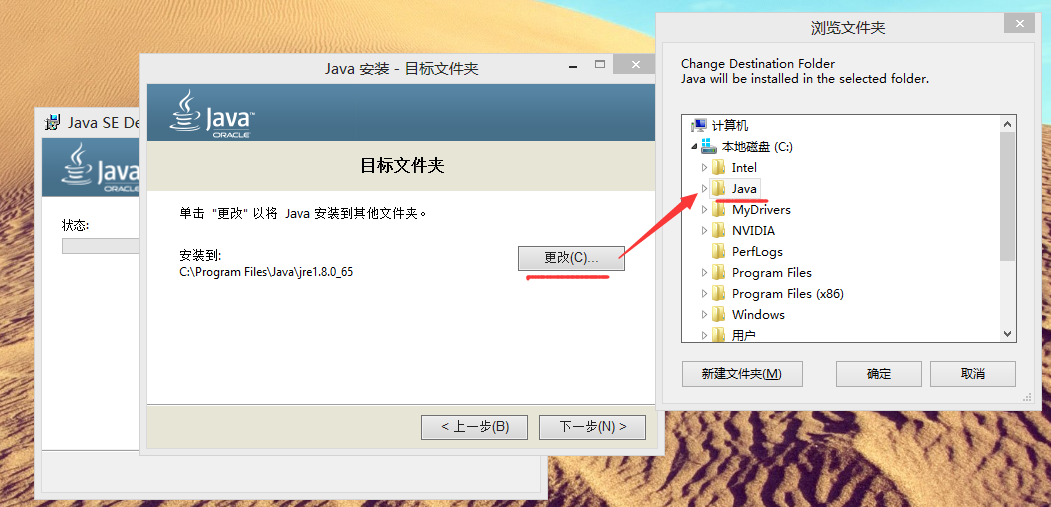 Java SE De
Java
ORACLE
状态:
Java 安装 - 目标文件夹
Java™
ORACLE
目标文件夹
单击 "更改" 以将 Java 安装到其他文件夹。
安装到:
C:\Program Files\Java\jre1.8.0_65
更改(C)...
< 上一步(B)
下一步(N) >
浏览文件夹
Change Destination Folder
Java will be installed in the selected folder.
计算机
本地磁盘 (C:)
Intel
Java
MyDrivers
NVIDIA
PerfLogs
Program Files
Program Files (x86)
Windows
用户
新建文件夹(M)
确定
取消